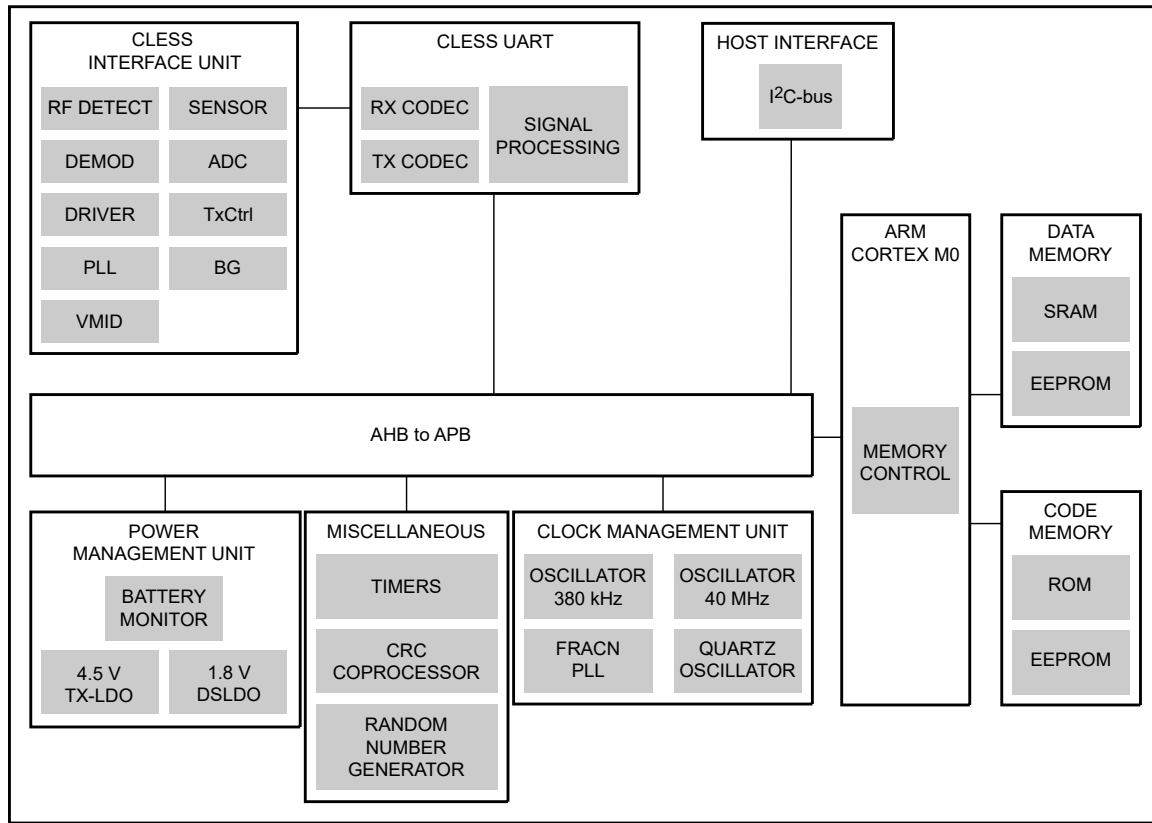 CLESS
INTERFACE UNIT
RF DETECT
SENSOR
DEMOD
ADC
DRIVER
TxCtrl
PLL
BG
VMID
CLESS UART
RX CODEC
TX CODEC
SIGNAL
PROCESSING
HOST INTERFACE
I²C-bus
ARM
CORTEX M0
MEMORY
CONTROL
DATA
MEMORY
SRAM
EEPROM
CODE
MEMORY
ROM
EEPROM
AHB to APB
POWER
MANAGEMENT UNIT
BATTERY
MONITOR
4.5 V
TX-LDO
1.8 V
DSLDO
MISCELLANEOUS
TIMERS
CRC
COPROCESSOR
RANDOM
NUMBER
GENERATOR
CLOCK MANAGEMENT UNIT
OSCILLATOR
380 kHz
OSCILLATOR
40 MHz
FRACN
PLL
QUARTZ
OSCILLATOR